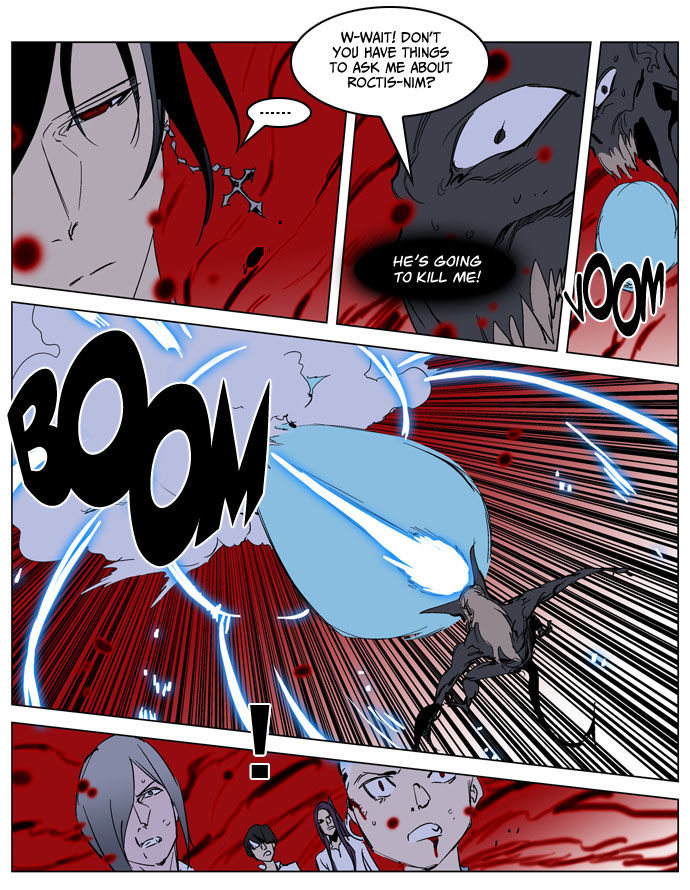 ......
W-WAIT! DON'T
YOU HAVE THINGS
TO ASK ME ABOUT
ROCTIS-NIM?
HE'S GOING
TO KILL ME!
VOOM
BOOM
!